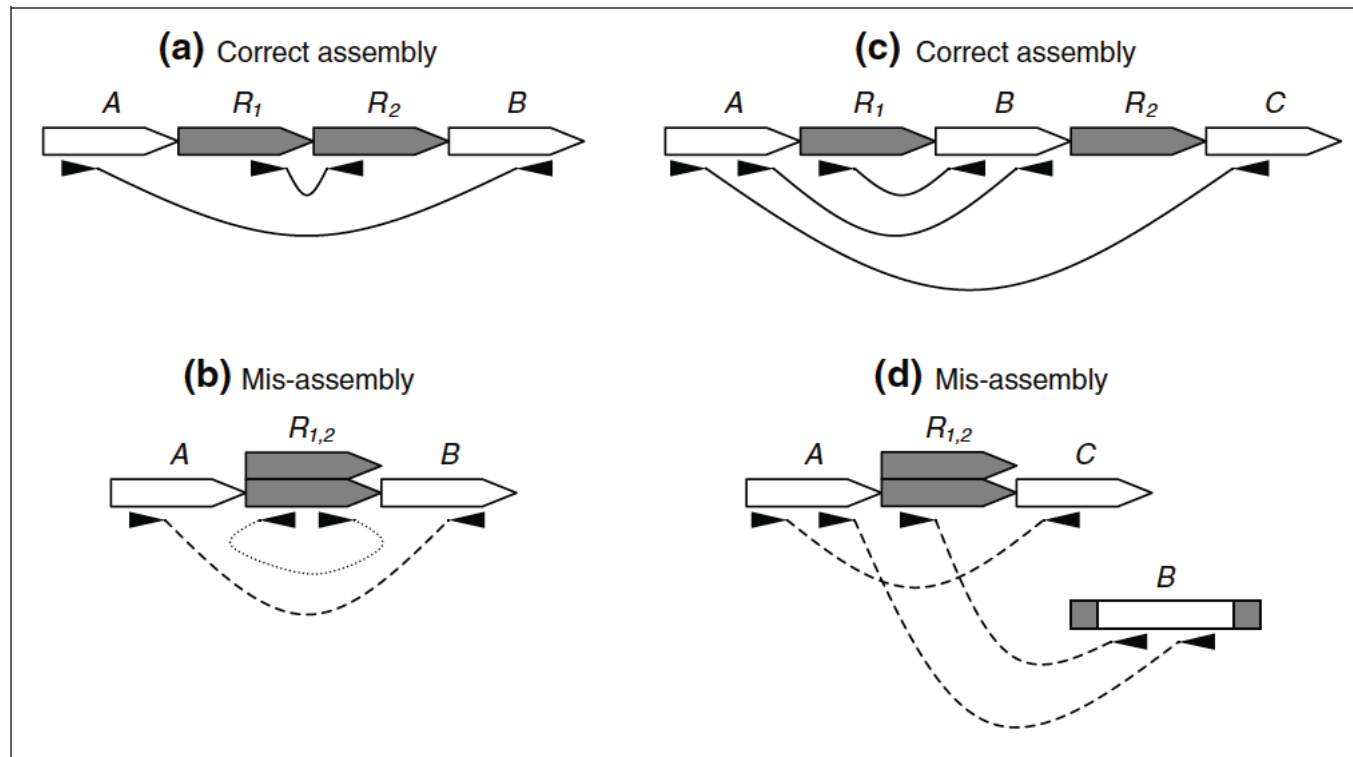 (a) Correct assembly
A R1 R2 B
(b) Mis-assembly
A R1,2 B
(c) Correct assembly
A R1 B R2 C
(d) Mis-assembly
A R1,2 C
B